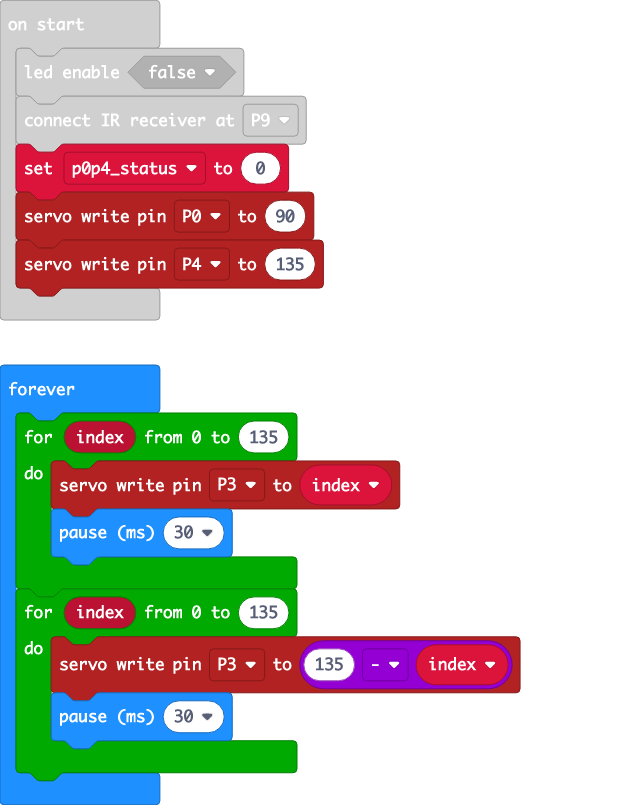 on start
led enable false
connect IR receiver at P9
set p0p4_status to 0
servo write pin P0 to 90
servo write pin P4 to 135
forever
for index from 0 to 135
do
servo write pin P3 to index
pause (ms) 30
for index from 0 to 135
do
servo write pin P3 to 135 - index
pause (ms) 30